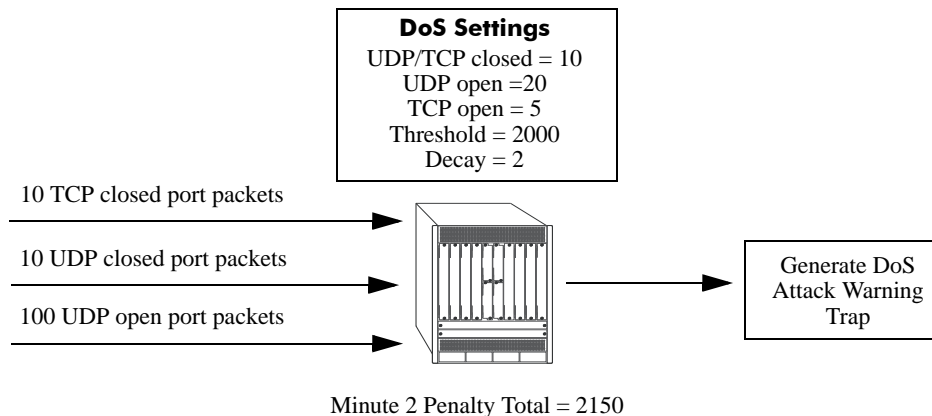 DoS Settings
UDP/TCP closed = 10
UDP open =20
TCP open = 5
Threshold = 2000
Decay = 2
10 TCP closed port packets
10 UDP closed port packets
100 UDP open port packets
Generate DoS
Attack Warning
Trap
Minute 2 Penalty Total = 2150